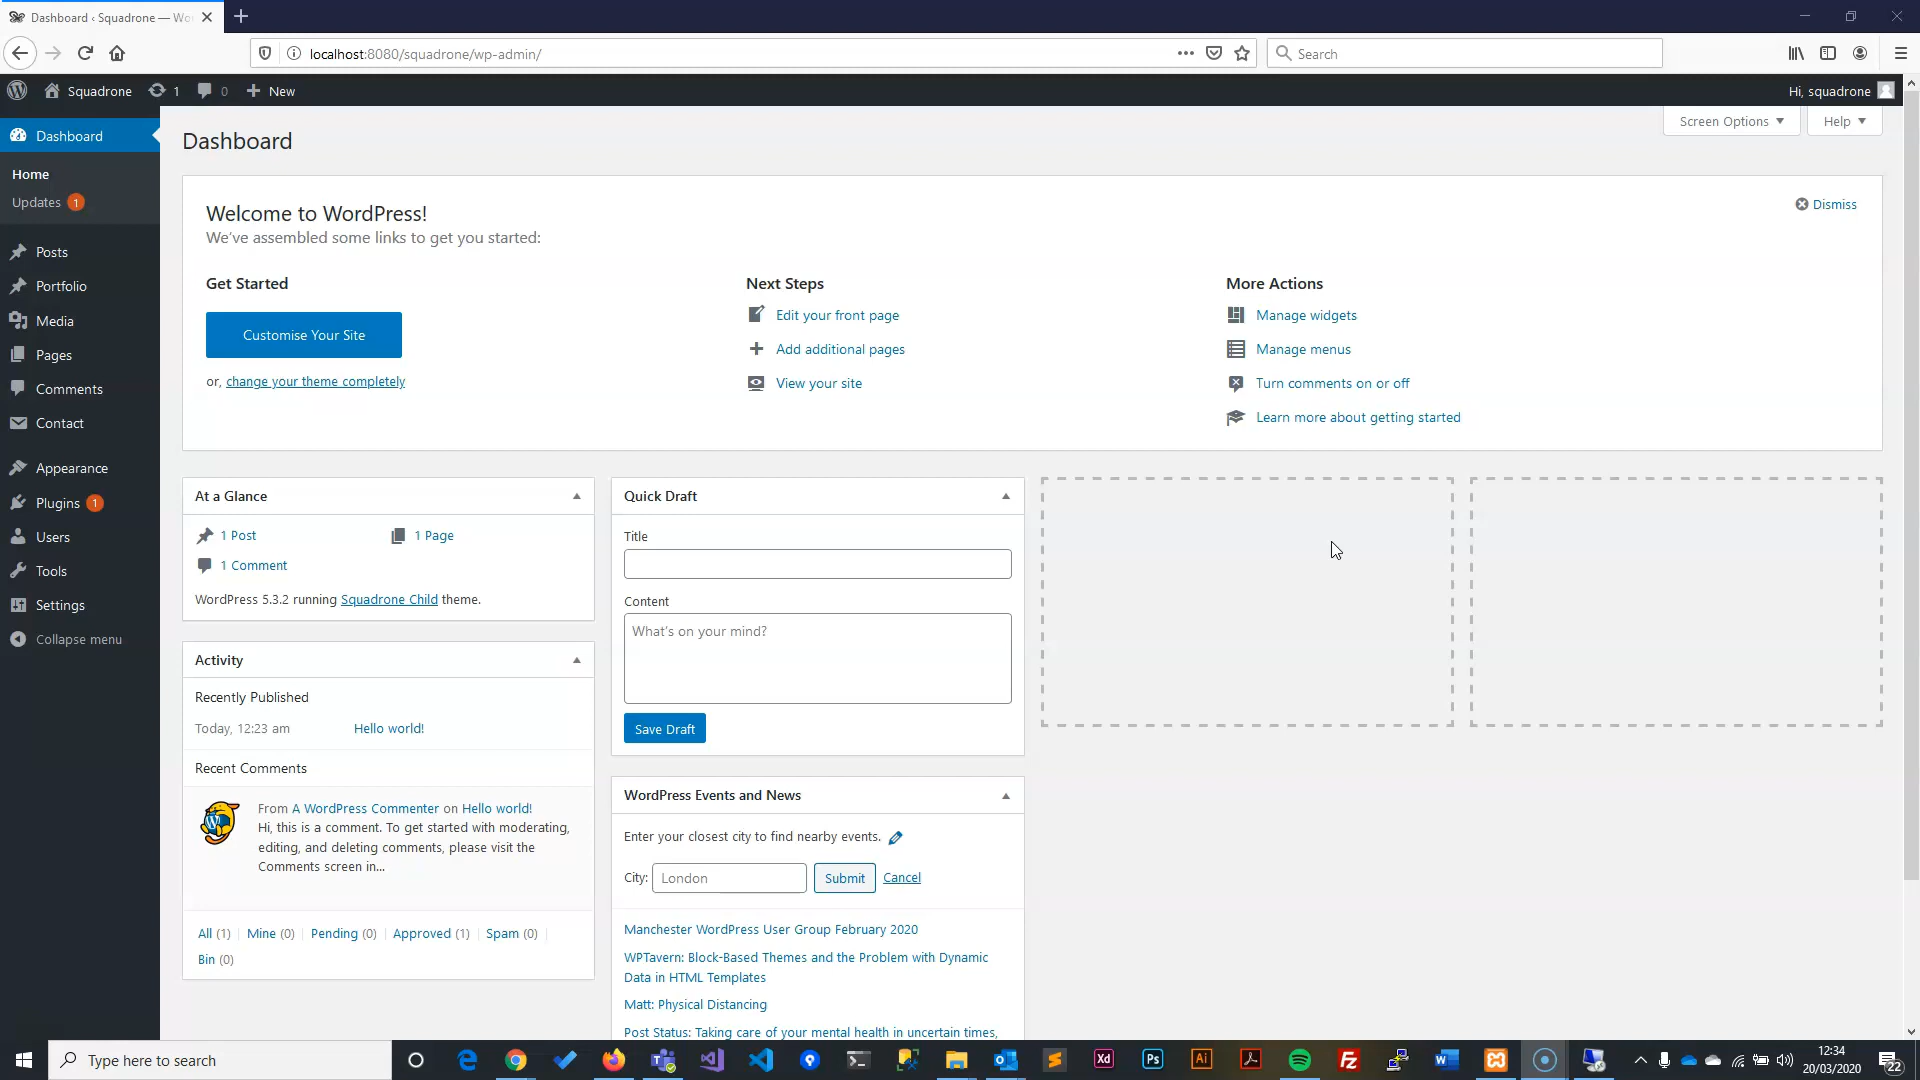 Dashboard ‹ Squadrone — Wo
localhost:8080/squadrone/wp-admin/
Search
Squadrone
1
0
New
Hi, squadrone
Dashboard
Home
Updates 1
Posts
Portfolio
Media
Pages
Comments
Contact
Appearance
Plugins 1
Users
Tools
Settings
Collapse menu
Screen Options
Help
Dashboard
Welcome to WordPress!
We've assembled some links to get you started:
Dismiss
Get Started
Customise Your Site
or, change your theme completely
Next Steps
Edit your front page
Add additional pages
View your site
More Actions
Manage widgets
Manage menus
Turn comments on or off
Learn more about getting started
At a Glance
1 Post
1 Page
1 Comment
WordPress 5.3.2 running Squadrone Child theme.
Activity
Recently Published
Today, 12:23 am
Hello world!
Recent Comments
From A WordPress Commenter on Hello world!
Hi, this is a comment. To get started with moderating,
editing, and deleting comments, please visit the
Comments screen in...
All (1) | Mine (0) | Pending (0) | Approved (1) | Spam (0) |
Bin (0)
Quick Draft
Title
Content
What's on your mind?
Save Draft
WordPress Events and News
Enter your closest city to find nearby events.
City:
London
Submit
Cancel
Manchester WordPress User Group February 2020
WPTavern: Block-Based Themes and the Problem with Dynamic
Data in HTML Templates
Matt: Physical Distancing
Post Status: Taking care of your mental health in uncertain times,
Type here to search
Xd
Ps
Ai
12:34
20/03/2020
22